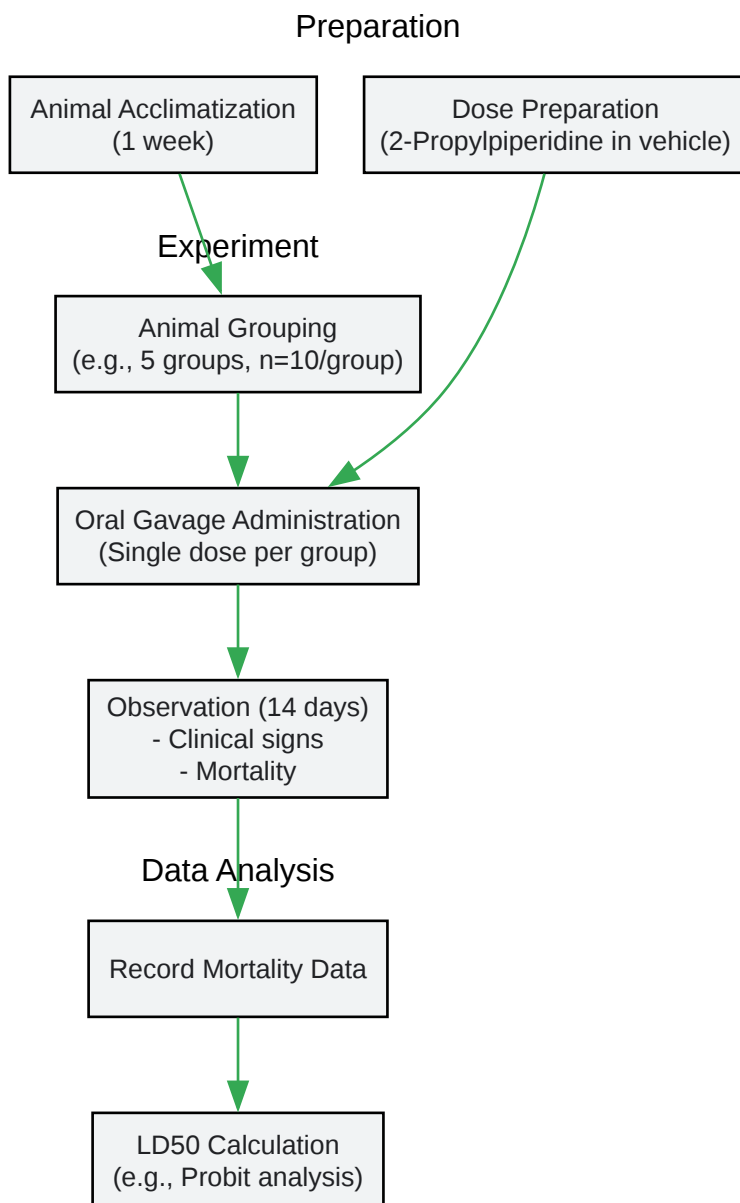 Preparation
Animal Acclimatization
(1 week)
Dose Preparation
(2-Propylpiperidine in vehicle)
Experiment
Animal Grouping
(e.g., 5 groups, n=10/group)
Oral Gavage Administration
(Single dose per group)
Observation (14 days)
- Clinical signs
- Mortality
Data Analysis
Record Mortality Data
LD50 Calculation
(e.g., Probit analysis)